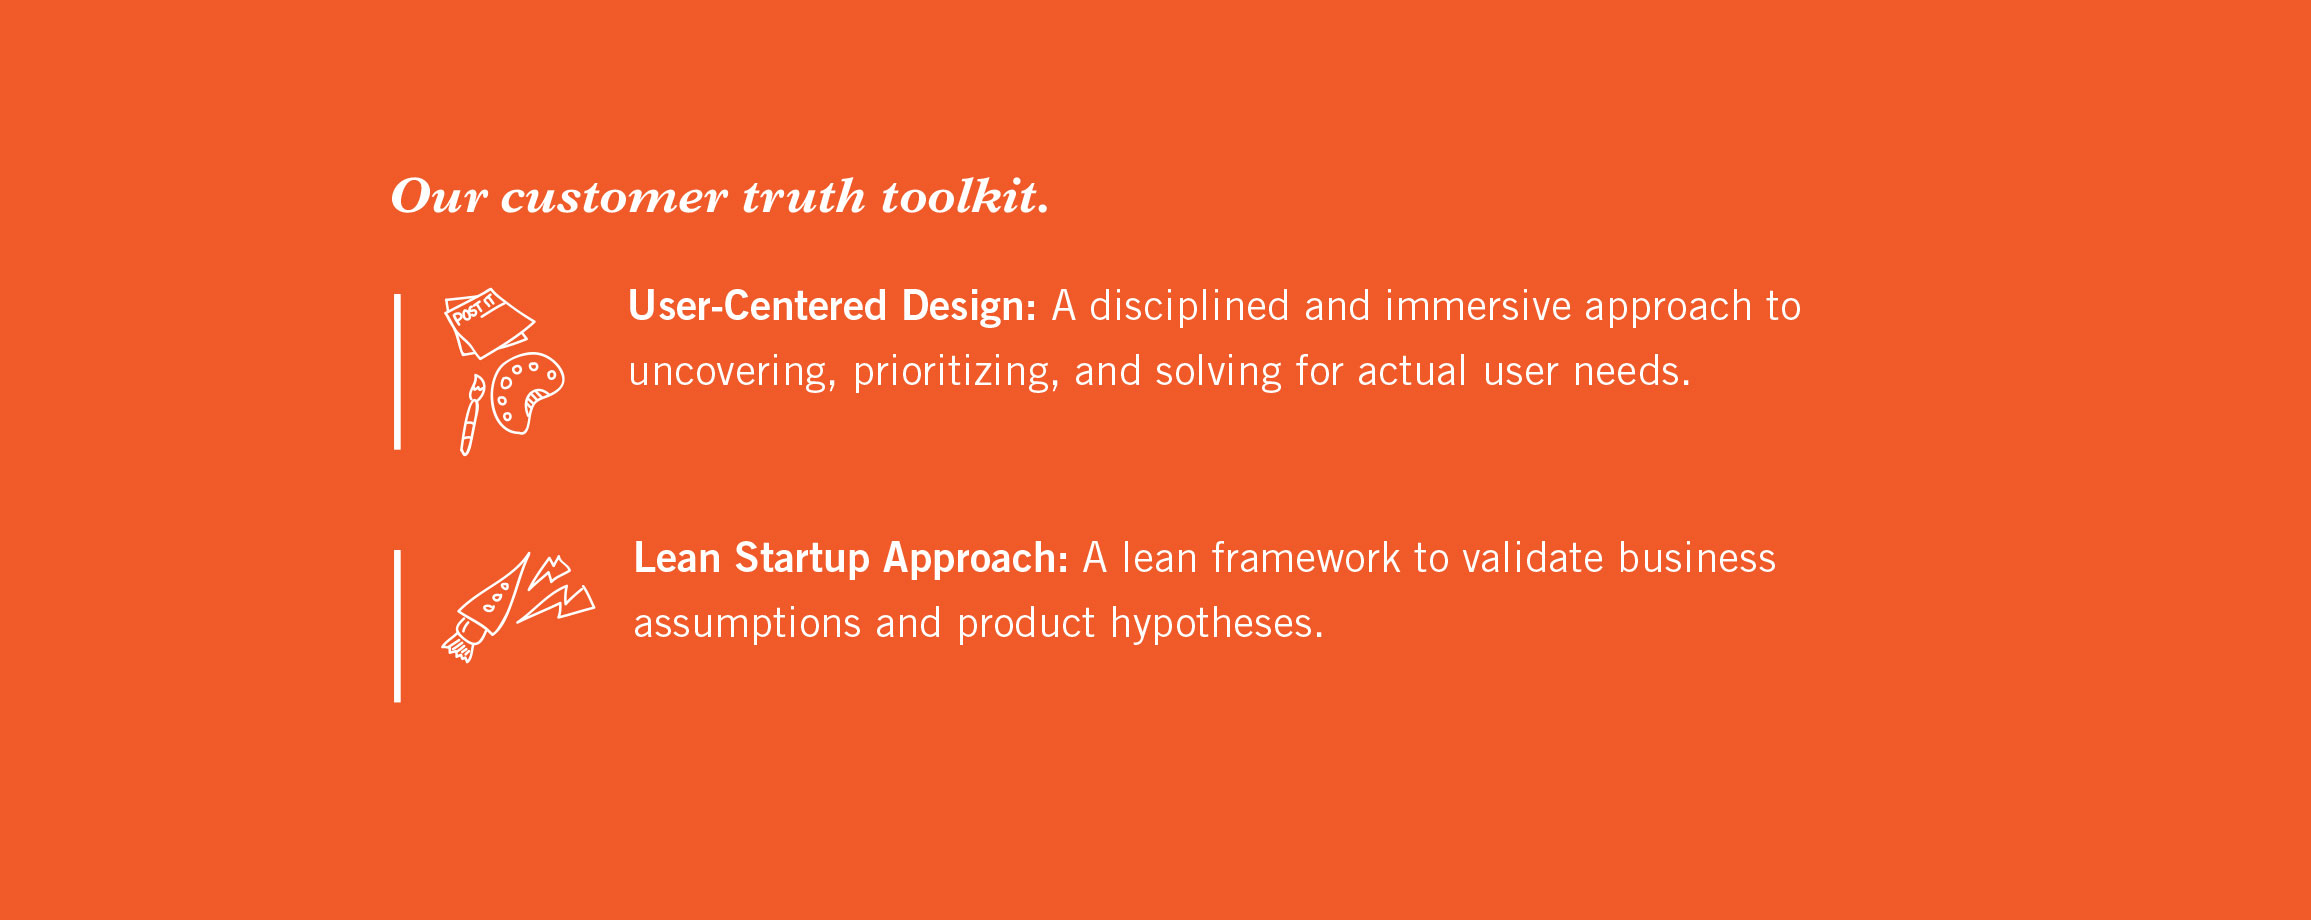 Our customer truth toolkit.
POST IT
User-Centered Design: A disciplined and immersive approach to
uncovering, prioritizing, and solving for actual user needs.
Lean Startup Approach: A lean framework to validate business
assumptions and product hypotheses.